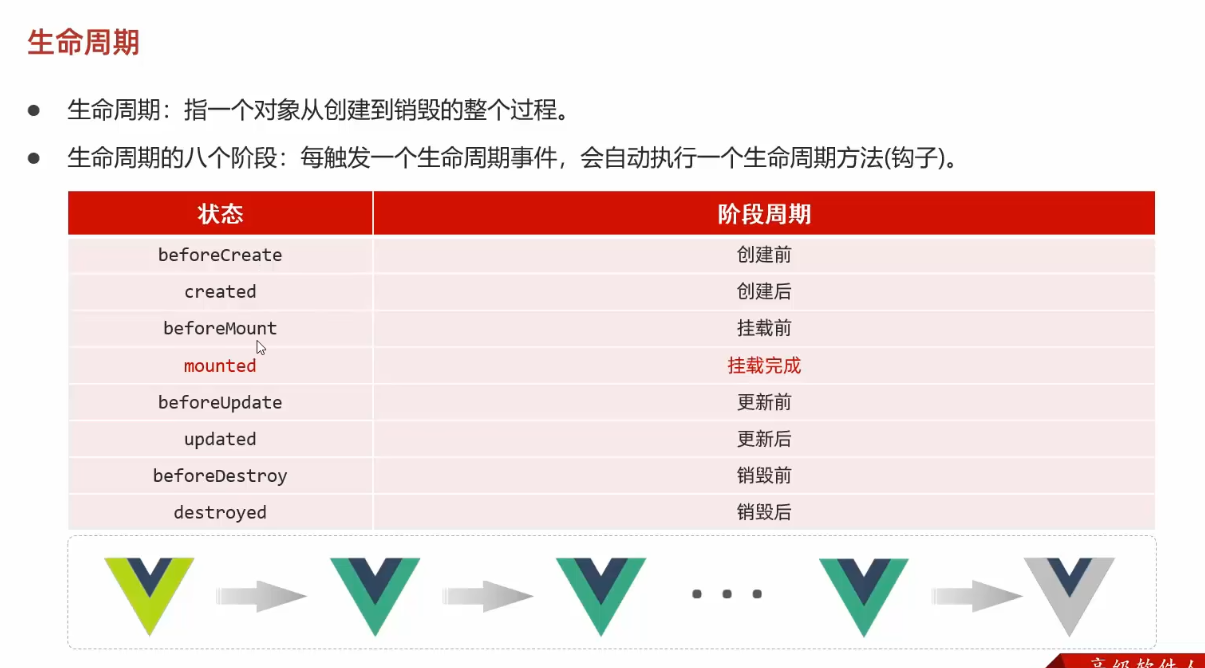 生命周期
生命周期：指一个对象从创建到销毁的整个过程。
生命周期的八个阶段：每触发一个生命周期事件，会自动执行一个生命周期方法(钩子)。
状态 阶段周期
beforeCreate 创建前
created 创建后
beforeMount 挂载前
mounted 挂载完成
beforeUpdate 更新前
updated 更新后
beforeDestroy 销毁前
destroyed 销毁后
高级软件人